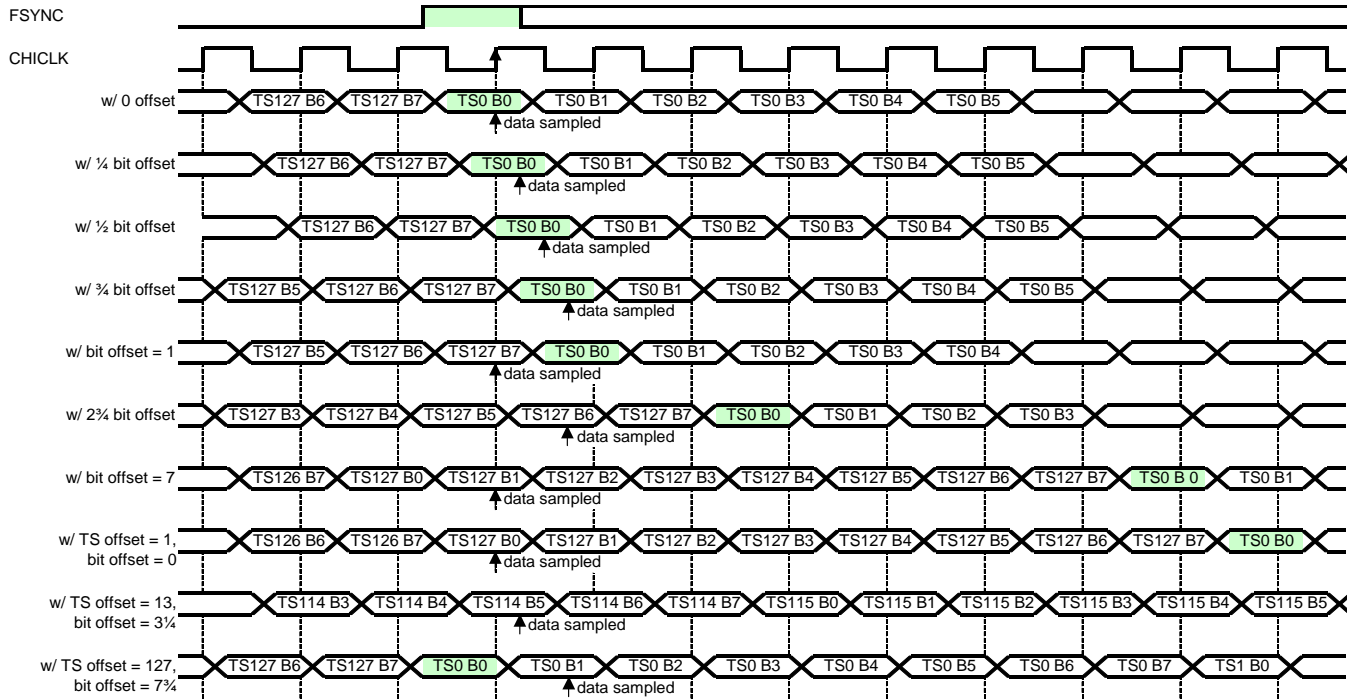 FSYNC
CHICLK
w/ 0 offset TS127 B6 TS127 B7 TS0 B0 TS0 B1 TS0 B2 TS0 B3 TS0 B4 TS0 B5
data sampled
w/ ¼ bit offset TS127 B6 TS127 B7 TS0 B0 TS0 B1 TS0 B2 TS0 B3 TS0 B4 TS0 B5
data sampled
w/ ½ bit offset TS127 B6 TS127 B7 TS0 B0 TS0 B1 TS0 B2 TS0 B3 TS0 B4 TS0 B5
data sampled
w/ ¾ bit offset TS127 B5 TS127 B6 TS127 B7 TS0 B0 TS0 B1 TS0 B2 TS0 B3 TS0 B4 TS0 B5
data sampled
w/ bit offset = 1 TS127 B5 TS127 B6 TS127 B7 TS0 B0 TS0 B1 TS0 B2 TS0 B3 TS0 B4
data sampled
w/ 2¾ bit offset TS127 B3 TS127 B4 TS127 B5 TS127 B6 TS127 B7 TS0 B0 TS0 B1 TS0 B2 TS0 B3
data sampled
w/ bit offset = 7 TS126 B7 TS127 B0 TS127 B1 TS127 B2 TS127 B3 TS127 B4 TS127 B5 TS127 B6 TS127 B7 TS0 B 0 TS0 B1
data sampled
w/ TS offset = 1, TS126 B6 TS126 B7 TS127 B0 TS127 B1 TS127 B2 TS127 B3 TS127 B4 TS127 B5 TS127 B6 TS127 B7 TS0 B0
bit offset = 0 data sampled
w/ TS offset = 13, TS114 B3 TS114 B4 TS114 B5 TS114 B6 TS114 B7 TS115 B0 TS115 B1 TS115 B2 TS115 B3 TS115 B4 TS115 B5
bit offset = 3¼ data sampled
w/ TS offset = 127, TS127 B6 TS127 B7 TS0 B0 TS0 B1 TS0 B2 TS0 B3 TS0 B4 TS0 B5 TS0 B6 TS0 B7 TS1 B0
bit offset = 7¾ data sampled